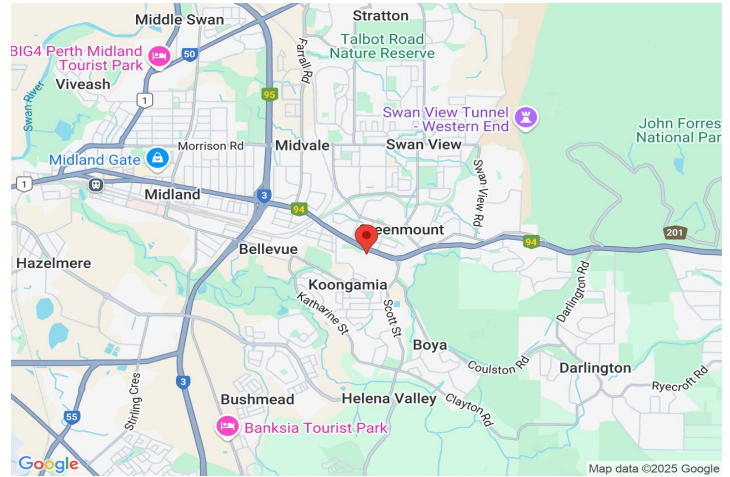 Middle Swan
Stratton
BIG4 Perth Midland
Tourist Park
50
Talbot Road
Nature Reserve
Farrall Rd
Viveash
Swan River
1
95
Swan View Tunnel
- Western End
John Forres
National Par
Morrison Rd
Midvale
Swan View
Midland Gate
Swan View Rd
1
Midland
3
94
Greenmount
94
201
Bellevue
Hazelmere
Koongamia
Darlington Rd
Katharine St
Scott St
Boya
Coulston Rd
Darlington
3
Ryecroft Rd
Stirling Cres
Bushmead
Helena Valley
Clayton Rd
55
Banksia Tourist Park
Google
Map data ©2025 Google